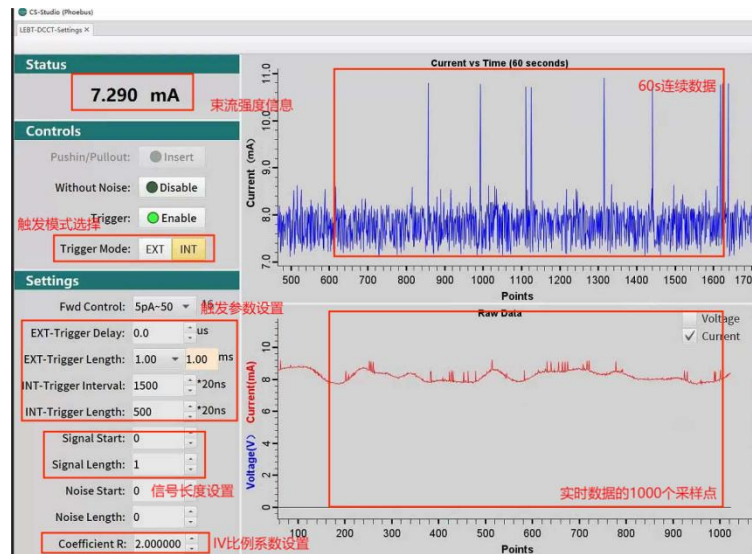 CS-Studio (Phoebus)
LEBT-DCCT-Settings ×
Status
7.290 mA
束流强度信息
Controls
Pushin/Pullout: Insert
Without Noise: Disable
Trigger: Enable
触发模式选择
Trigger Mode: EXT INT
Settings
Fwd Control: 5pA~50
触发参数设置
EXT-Trigger Delay: 0.0 us
EXT-Trigger Length: 1.00 1.00 ms
INT-Trigger Interval: 1500 *20ns
INT-Trigger Length: 500 *20ns
Signal Start: 0
Signal Length: 1
Noise Start: 0
信号长度设置
Noise Length: 0
Coefficient R: 2.000000
IV比例系数设置
Current vs Time (60 seconds)
60s连续数据
Current (mA)
11.0
10.0
9.0
8.0
7.0
500 600 700 800 900 1000 1100 1200 1300 1400 1500 1600 1700
Points
Raw Data
Voltage
Current
Voltage(V) Current(mA)
10
8
6
4
2
0
实时数据的1000个采样点
100 200 300 400 500 600 700 800 900 1000
Points